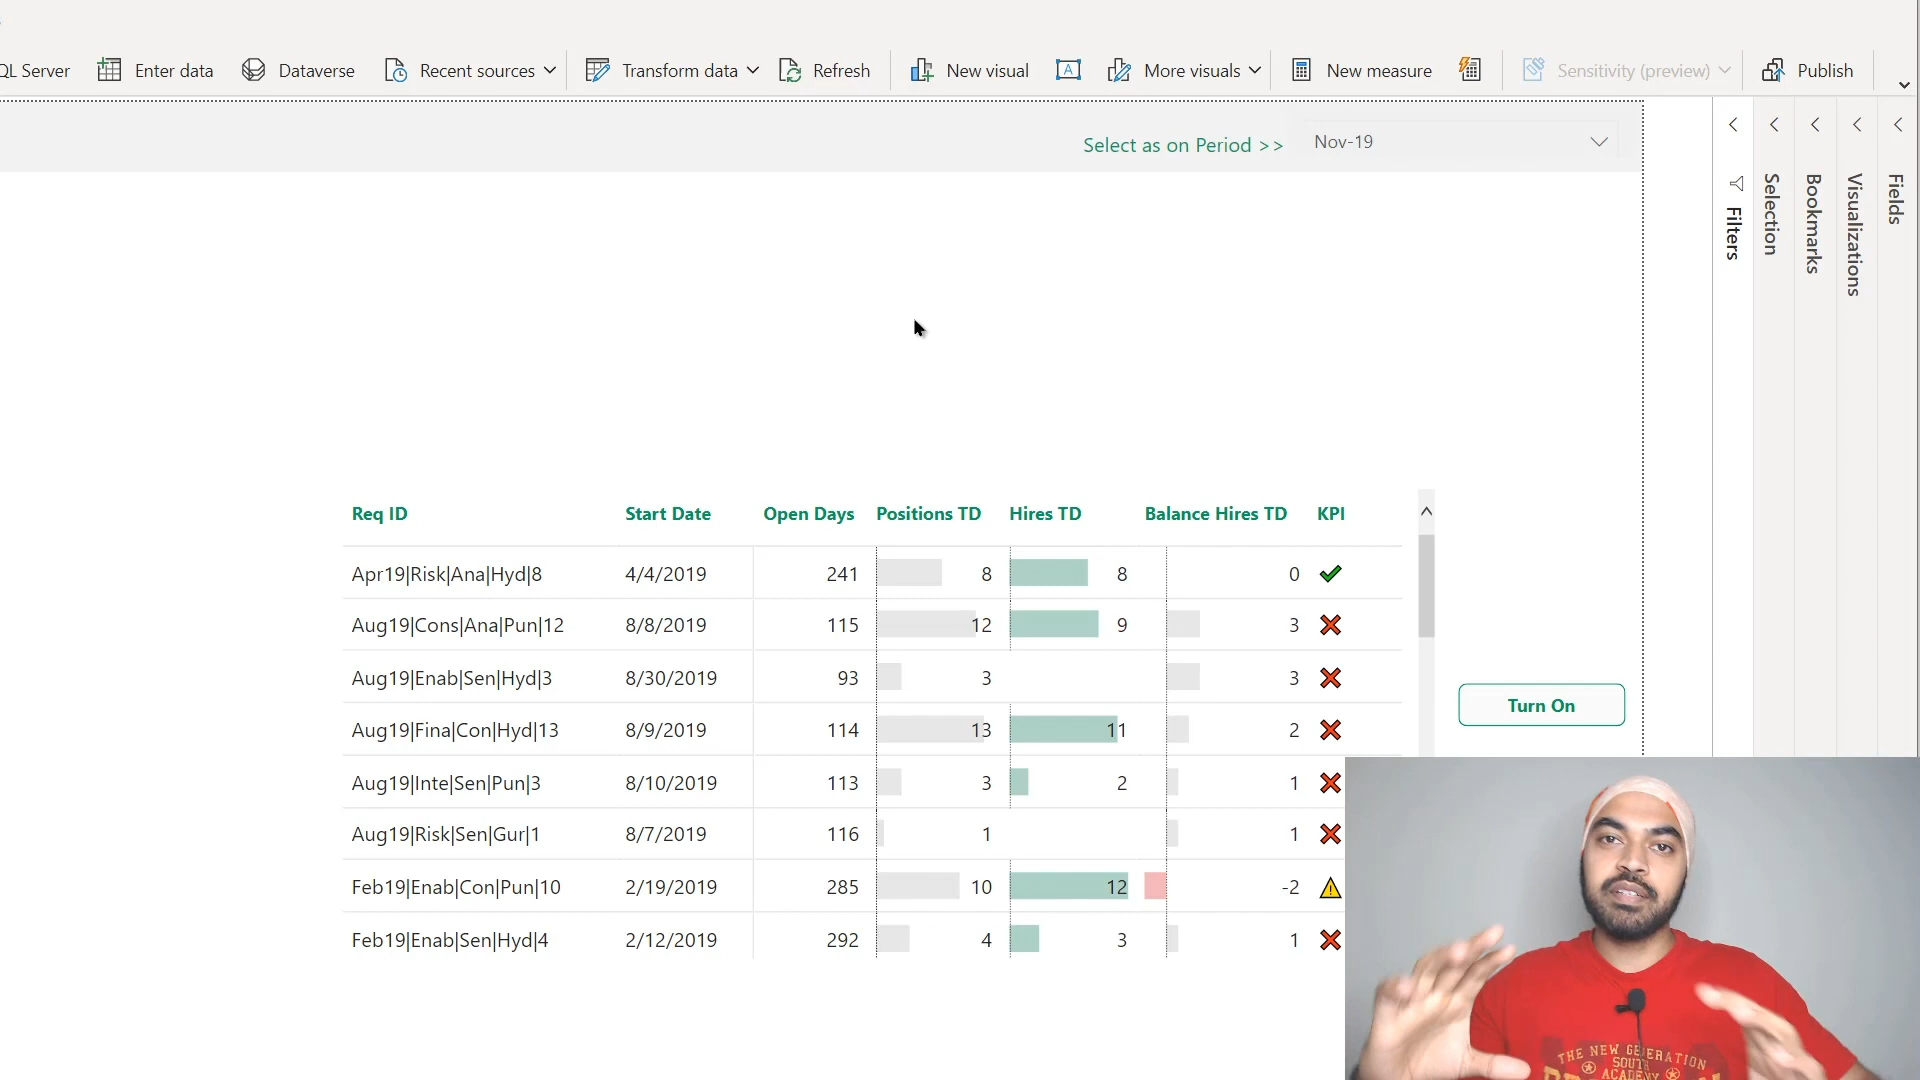 QL Server Enter data Dataverse Recent sources Transform data Refresh New visual More visuals New measure Sensitivity (preview) Publish
Select as on Period >> Nov-19
Filters
Selection
Bookmarks
Visualizations
Fields
Req ID Start Date Open Days Positions TD Hires TD Balance Hires TD KPI
Apr19|Risk|Ana|Hyd|8 4/4/2019 241 8 8 0
Aug19|Cons|Ana|Pun|12 8/8/2019 115 12 9 3
Aug19|Enab|Sen|Hyd|3 8/30/2019 93 3 3
Aug19|Fina|Con|Hyd|13 8/9/2019 114 13 11 2
Aug19|Inte|Sen|Pun|3 8/10/2019 113 3 2 1
Aug19|Risk|Sen|Gur|1 8/7/2019 116 1 1
Feb19|Enab|Con|Pun|10 2/19/2019 285 10 12 -2
Feb19|Enab|Sen|Hyd|4 2/12/2019 292 4 3 1
Turn On
THE NEW GENERATION
SOUTH
ACADEMY